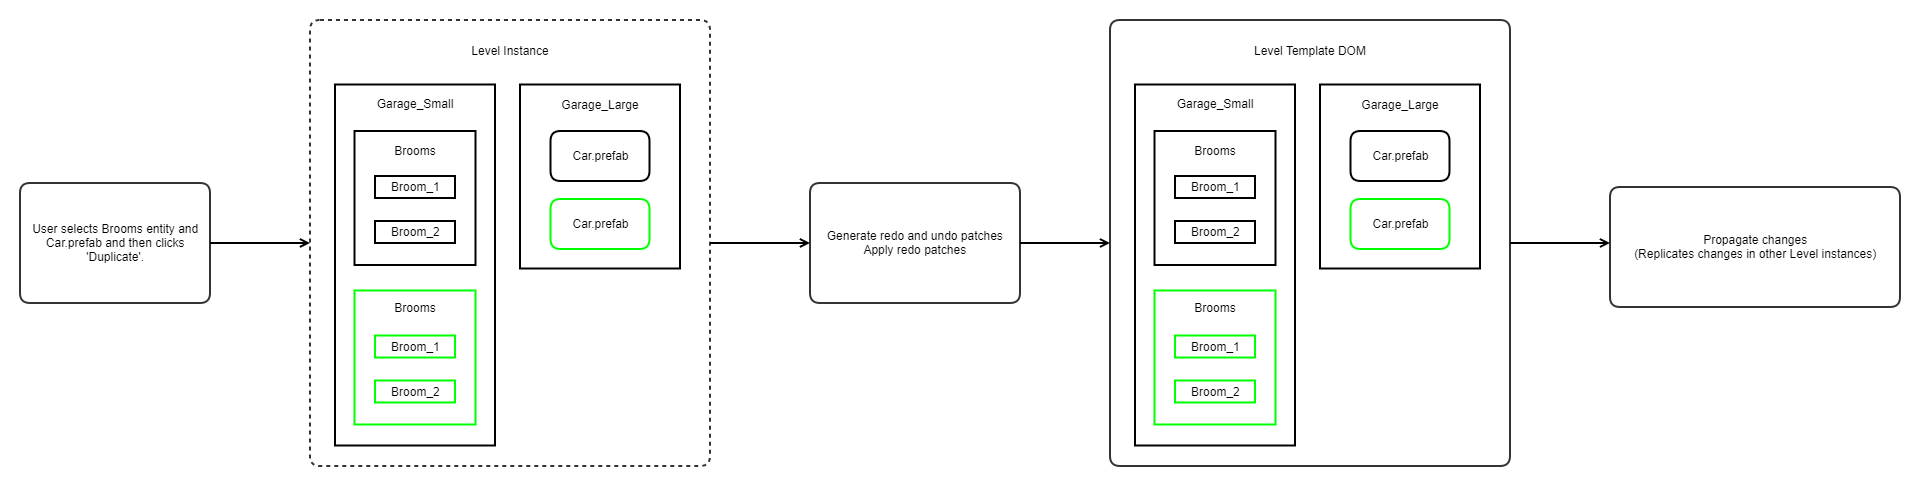 User selects Brooms entity and
Car.prefab and then clicks
'Duplicate'.
Level Instance
Garage_Small
Brooms
Broom_1
Broom_2
Brooms
Broom_1
Broom_2
Garage_Large
Car.prefab
Car.prefab
Generate redo and undo patches
Apply redo patches
Level Template DOM
Garage_Small
Brooms
Broom_1
Broom_2
Brooms
Broom_1
Broom_2
Garage_Large
Car.prefab
Car.prefab
Propagate changes
(Replicates changes in other Level instances)